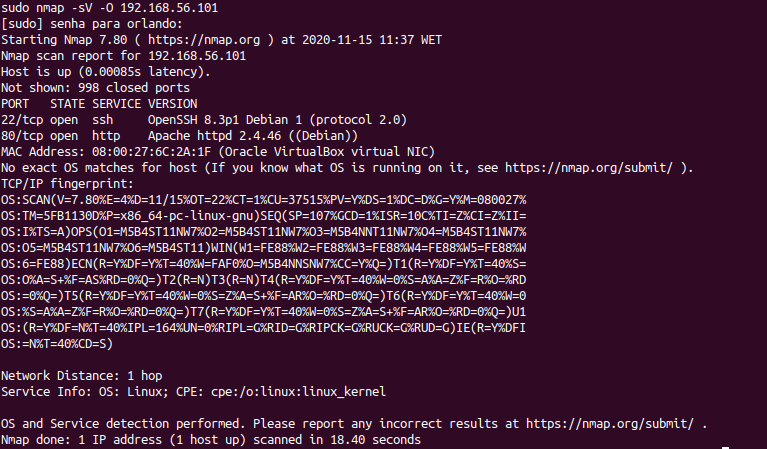 sudo nmap -sV -O 192.168.56.101
[sudo] senha para orlando:
Starting Nmap 7.80 ( https://nmap.org ) at 2020-11-15 11:37 WET
Nmap scan report for 192.168.56.101
Host is up (0.00085s latency).
Not shown: 998 closed ports
PORT   STATE SERVICE VERSION
22/tcp open  ssh     OpenSSH 8.3p1 Debian 1 (protocol 2.0)
80/tcp open  http    Apache httpd 2.4.46 ((Debian))
MAC Address: 08:00:27:6C:2A:1F (Oracle VirtualBox virtual NIC)
No exact OS matches for host (If you know what OS is running on it, see https://nmap.org/submit/ ).
TCP/IP fingerprint:
OS:SCAN(V=7.80%E=4%D=11/15%OT=22%CT=1%CU=37515%PV=Y%DS=1%DC=D%G=Y%M=080027%
OS:TM=5FB1130D%P=x86_64-pc-linux-gnu)SEQ(SP=107%GCD=1%ISR=10C%TI=Z%CI=Z%II=
OS:I%TS=A)OPS(O1=M5B4ST11NW7%O2=M5B4ST11NW7%O3=M5B4NNT11NW7%O4=M5B4ST11NW7%
OS:O5=M5B4ST11NW7%O6=M5B4ST11)WIN(W1=FE88%W2=FE88%W3=FE88%W4=FE88%W5=FE88%W
OS:6=FE88)ECN(R=Y%DF=Y%T=40%W=FAF0%O=M5B4NNSNW7%CC=Y%Q=)T1(R=Y%DF=Y%T=40%S=
OS:O%A=S+%F=AS%RD=0%Q=)T2(R=N)T3(R=N)T4(R=Y%DF=Y%T=40%W=0%S=A%A=Z%F=R%O=%RD
OS:=0%Q=)T5(R=Y%DF=Y%T=40%W=0%S=Z%A=S+%F=AR%O=%RD=0%Q=)T6(R=Y%DF=Y%T=40%W=0
OS:%S=A%A=Z%F=R%O=%RD=0%Q=)T7(R=Y%DF=Y%T=40%W=0%S=Z%A=S+%F=AR%O=%RD=0%Q=)U1
OS:(R=Y%DF=N%T=40%IPL=164%UN=0%RIPL=G%RID=G%RIPCK=G%RUCK=G%RUD=G)IE(R=Y%DFI
OS:=N%T=40%CD=S)

Network Distance: 1 hop
Service Info: OS: Linux; CPE: cpe:/o:linux:linux_kernel

OS and Service detection performed. Please report any incorrect results at https://nmap.org/submit/ .
Nmap done: 1 IP address (1 host up) scanned in 18.40 seconds